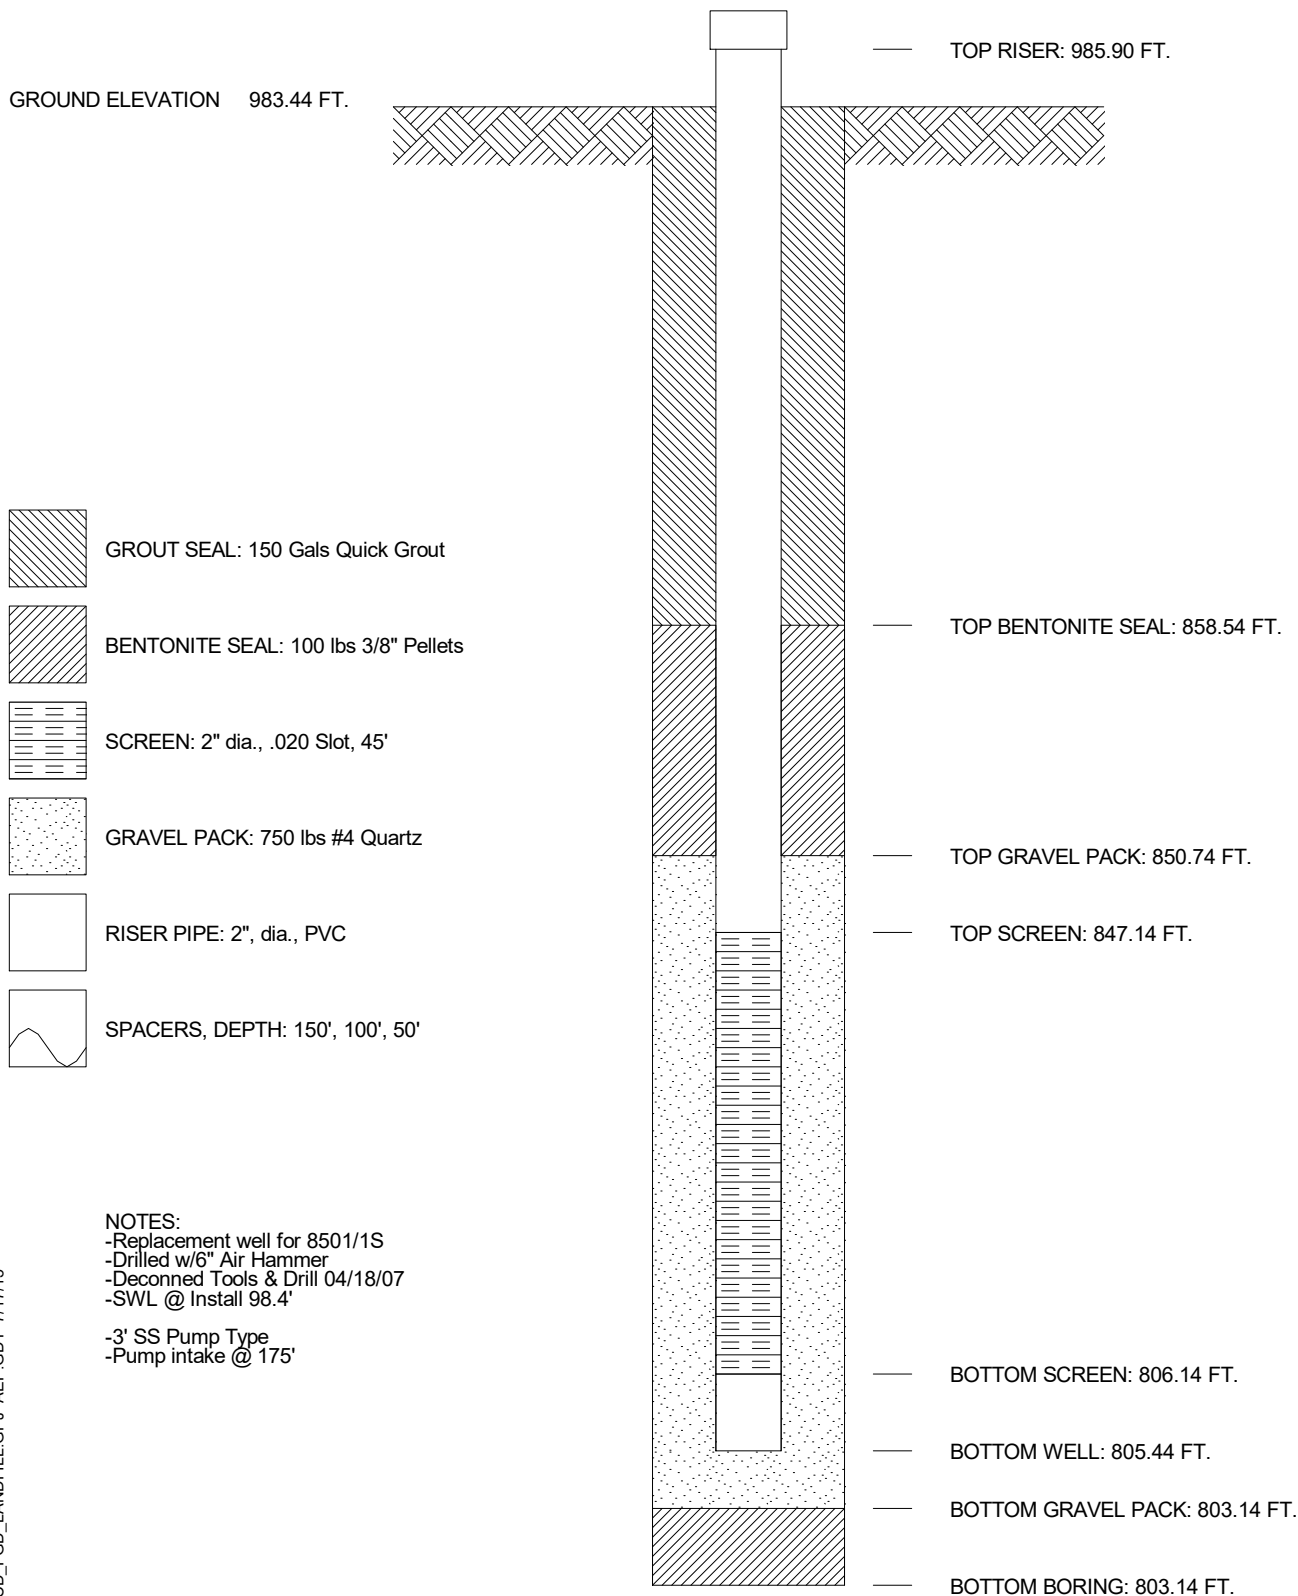 TOP RISER: 985.90 FT.
GROUND ELEVATION 983.44 FT.
GROUT SEAL: 150 Gals Quick Grout
TOP BENTONITE SEAL: 858.54 FT.
BENTONITE SEAL: 100 lbs 3/8" Pellets
SCREEN: 2" dia., .020 Slot, 45'
GRAVEL PACK: 750 lbs #4 Quartz
TOP GRAVEL PACK: 850.74 FT.
RISER PIPE: 2", dia., PVC
TOP SCREEN: 847.14 FT.
SPACERS, DEPTH: 150', 100', 50'
NOTES:
-Replacement well for 8501/1S
-Drilled w/6" Air Hammer
-Deconned Tools & Drill 04/18/07
-SWL @ Install 98.4'
-3' SS Pump Type
-Pump intake @ 175'
BOTTOM SCREEN: 806.14 FT.
BOTTOM WELL: 805.44 FT.
BOTTOM GRAVEL PACK: 803.14 FT.
BOTTOM BORING: 803.14 FT.